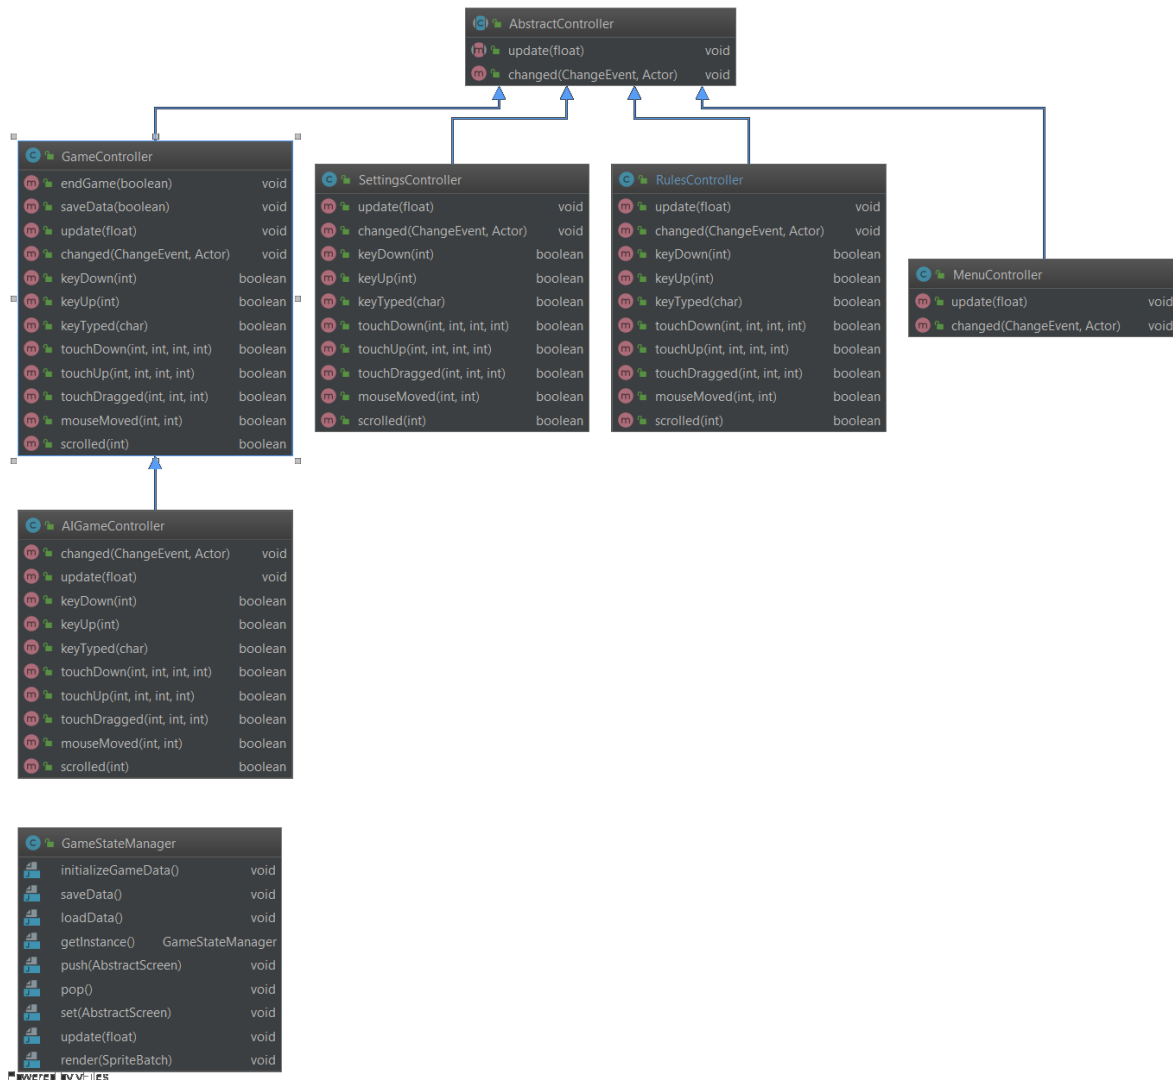 AbstractController
update(float) void
changed(ChangeEvent, Actor) void
GameController
endGame(boolean) void
saveData(boolean) void
update(float) void
changed(ChangeEvent, Actor) void
keyDown(int) boolean
keyUp(int) boolean
keyTyped(char) boolean
touchDown(int, int, int, int) boolean
touchUp(int, int, int, int) boolean
touchDragged(int, int, int) boolean
mouseMoved(int, int) boolean
scrolled(int) boolean
SettingsController
update(float) void
changed(ChangeEvent, Actor) void
keyDown(int) boolean
keyUp(int) boolean
keyTyped(char) boolean
touchDown(int, int, int, int) boolean
touchUp(int, int, int, int) boolean
touchDragged(int, int, int) boolean
mouseMoved(int, int) boolean
scrolled(int) boolean
RulesController
update(float) void
changed(ChangeEvent, Actor) void
keyDown(int) boolean
keyUp(int) boolean
keyTyped(char) boolean
touchDown(int, int, int, int) boolean
touchUp(int, int, int, int) boolean
touchDragged(int, int, int) boolean
mouseMoved(int, int) boolean
scrolled(int) boolean
MenuController
update(float) void
changed(ChangeEvent, Actor) void
AIGameController
changed(ChangeEvent, Actor) void
update(float) void
keyDown(int) boolean
keyUp(int) boolean
keyTyped(char) boolean
touchDown(int, int, int, int) boolean
touchUp(int, int, int, int) boolean
touchDragged(int, int, int) boolean
mouseMoved(int, int) boolean
scrolled(int) boolean
GameStateManager
initializeGameData() void
saveData() void
loadData() void
getInstance() GameStateManager
push(AbstractScreen) void
pop() void
set(AbstractScreen) void
update(float) void
render(SpriteBatch) void
Powered by yFiles